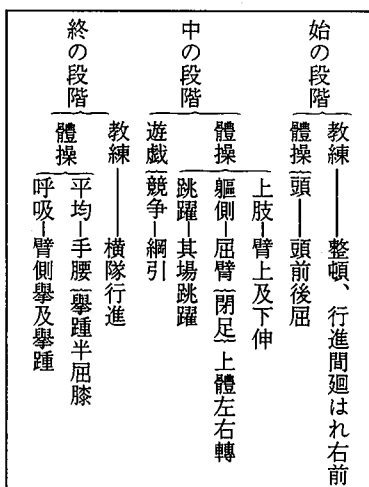 始の段階
教練――整頓、行進間廻はれ右前
體操｛頭――頭前後屈
中の段階
體操
上肢―臂上及下伸
軀側―屈臂｛閉足｝上體左右轉
跳躍―其場跳躍
遊戯｛競争―綱引
終の段階
教練――橫隊行進
體操
平均―手腰｛擧踵半屈膝
呼吸―臂側擧及擧踵